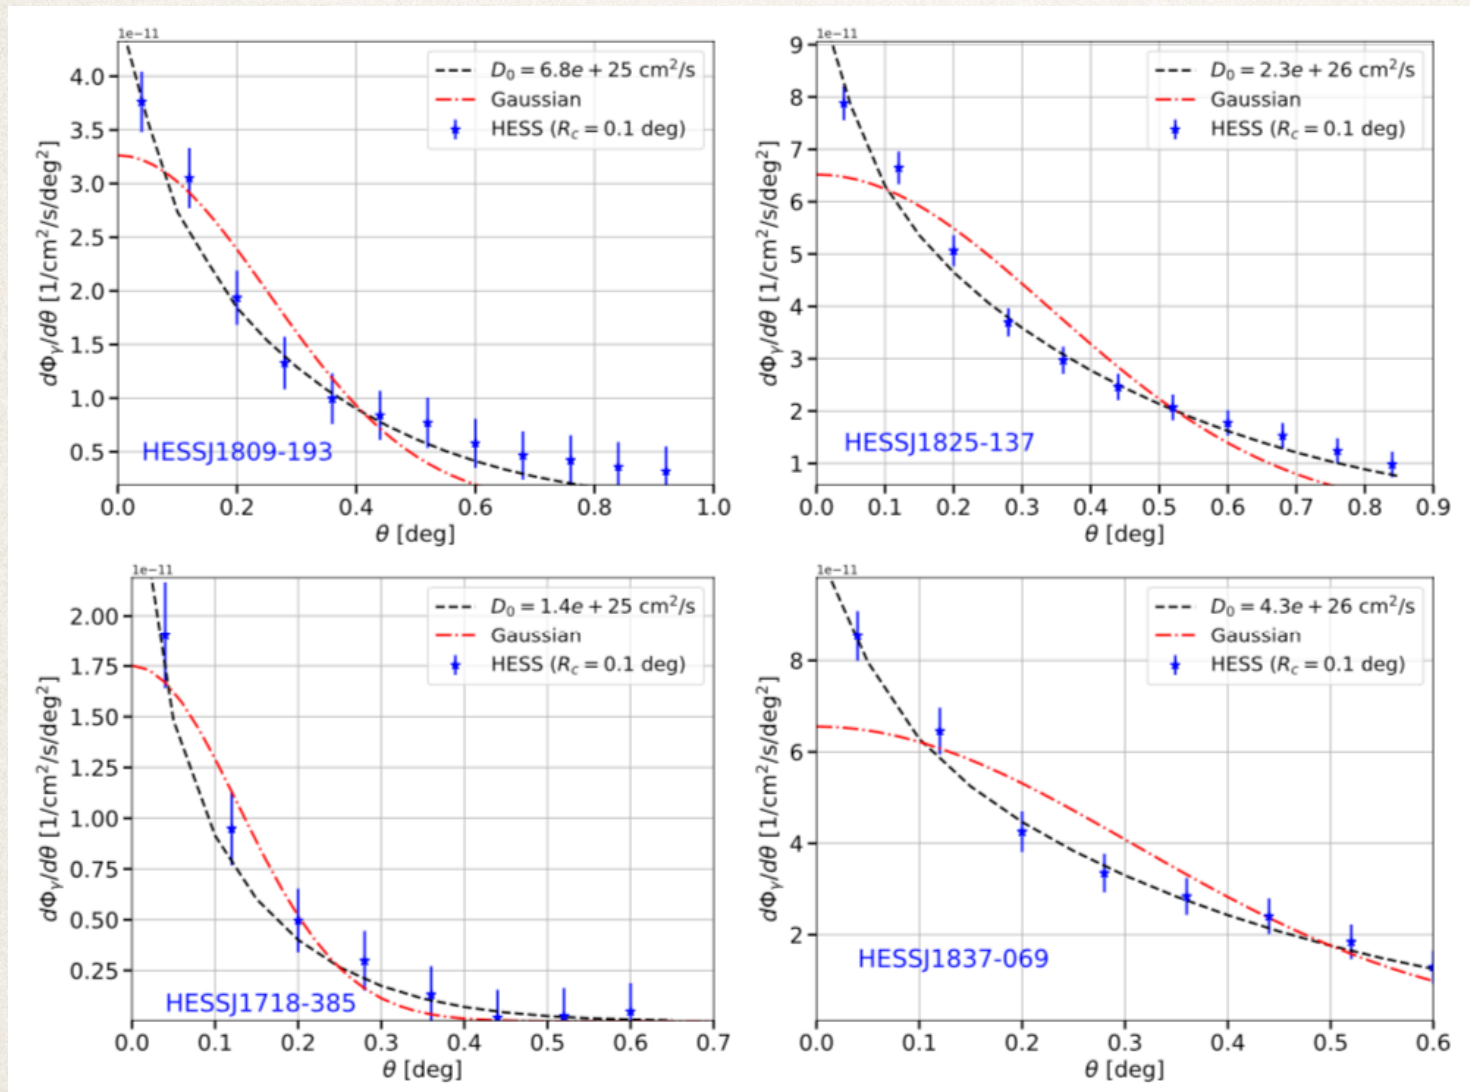 1e−11
D₀ = 6.8e + 25 cm²/s
Gaussian
HESS (R_c = 0.1 deg)
4.0
3.5
3.0
2.5
2.0
1.5
1.0
0.5
dΦ_γ/dθ [1/cm²/s/deg²]
HESSJ1809-193
0.0 0.2 0.4 0.6 0.8 1.0
θ [deg]
1e−11
D₀ = 2.3e + 26 cm²/s
Gaussian
HESS (R_c = 0.1 deg)
9
8
7
6
5
4
3
2
1
dΦ_γ/dθ [1/cm²/s/deg²]
HESSJ1825-137
0.0 0.1 0.2 0.3 0.4 0.5 0.6 0.7 0.8 0.9
θ [deg]
1e−11
D₀ = 1.4e + 25 cm²/s
Gaussian
HESS (R_c = 0.1 deg)
2.00
1.75
1.50
1.25
1.00
0.75
0.50
0.25
dΦ_γ/dθ [1/cm²/s/deg²]
HESSJ1718-385
0.0 0.1 0.2 0.3 0.4 0.5 0.6 0.7
θ [deg]
1e−11
D₀ = 4.3e + 26 cm²/s
Gaussian
HESS (R_c = 0.1 deg)
8
6
4
2
dΦ_γ/dθ [1/cm²/s/deg²]
HESSJ1837-069
0.0 0.1 0.2 0.3 0.4 0.5 0.6
θ [deg]